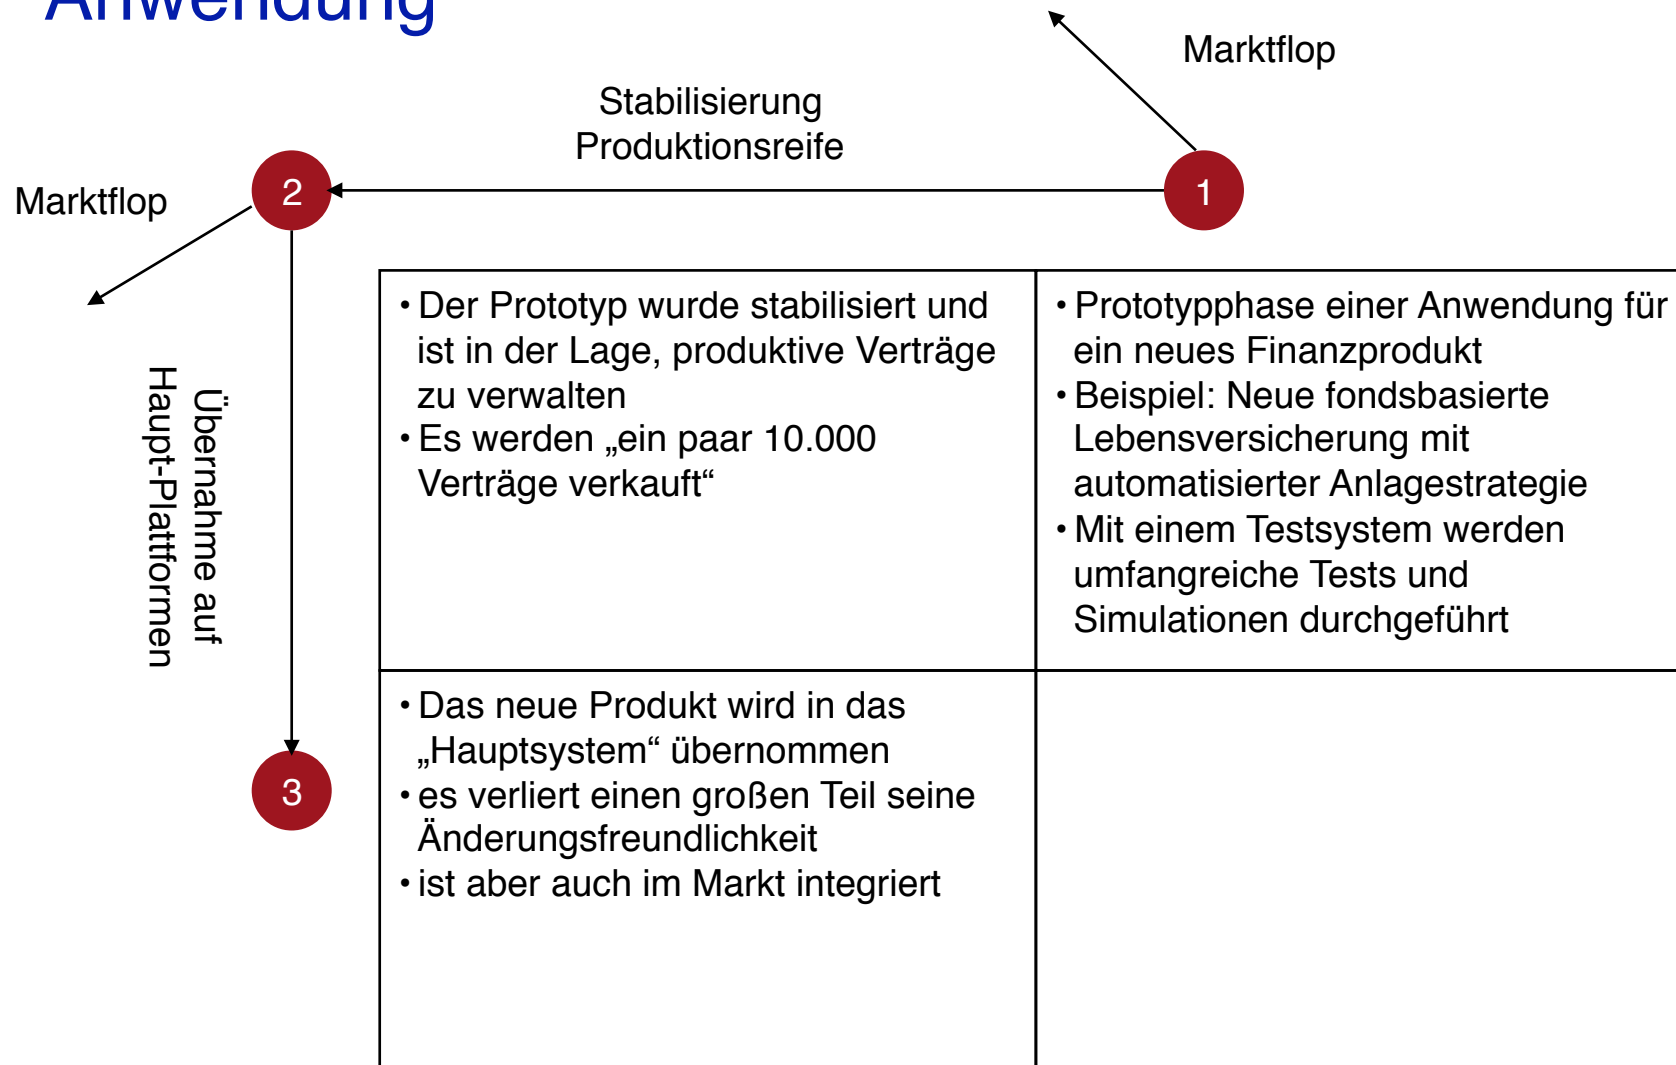 Anwendung
Marktflop
Stabilisierung
Produktionsreife
1
2
Marktflop
Übernahme auf
Haupt-Plattformen
• Der Prototyp wurde stabilisiert und
ist in der Lage, produktive Verträge
zu verwalten
• Es werden „ein paar 10.000
Verträge verkauft“
• Prototypphase einer Anwendung für
ein neues Finanzprodukt
• Beispiel: Neue fondsbasierte
Lebensversicherung mit
automatisierter Anlagestrategie
• Mit einem Testsystem werden
umfangreiche Tests und
Simulationen durchgeführt
3
• Das neue Produkt wird in das
„Hauptsystem“ übernommen
• es verliert einen großen Teil seine
Änderungsfreundlichkeit
• ist aber auch im Markt integriert